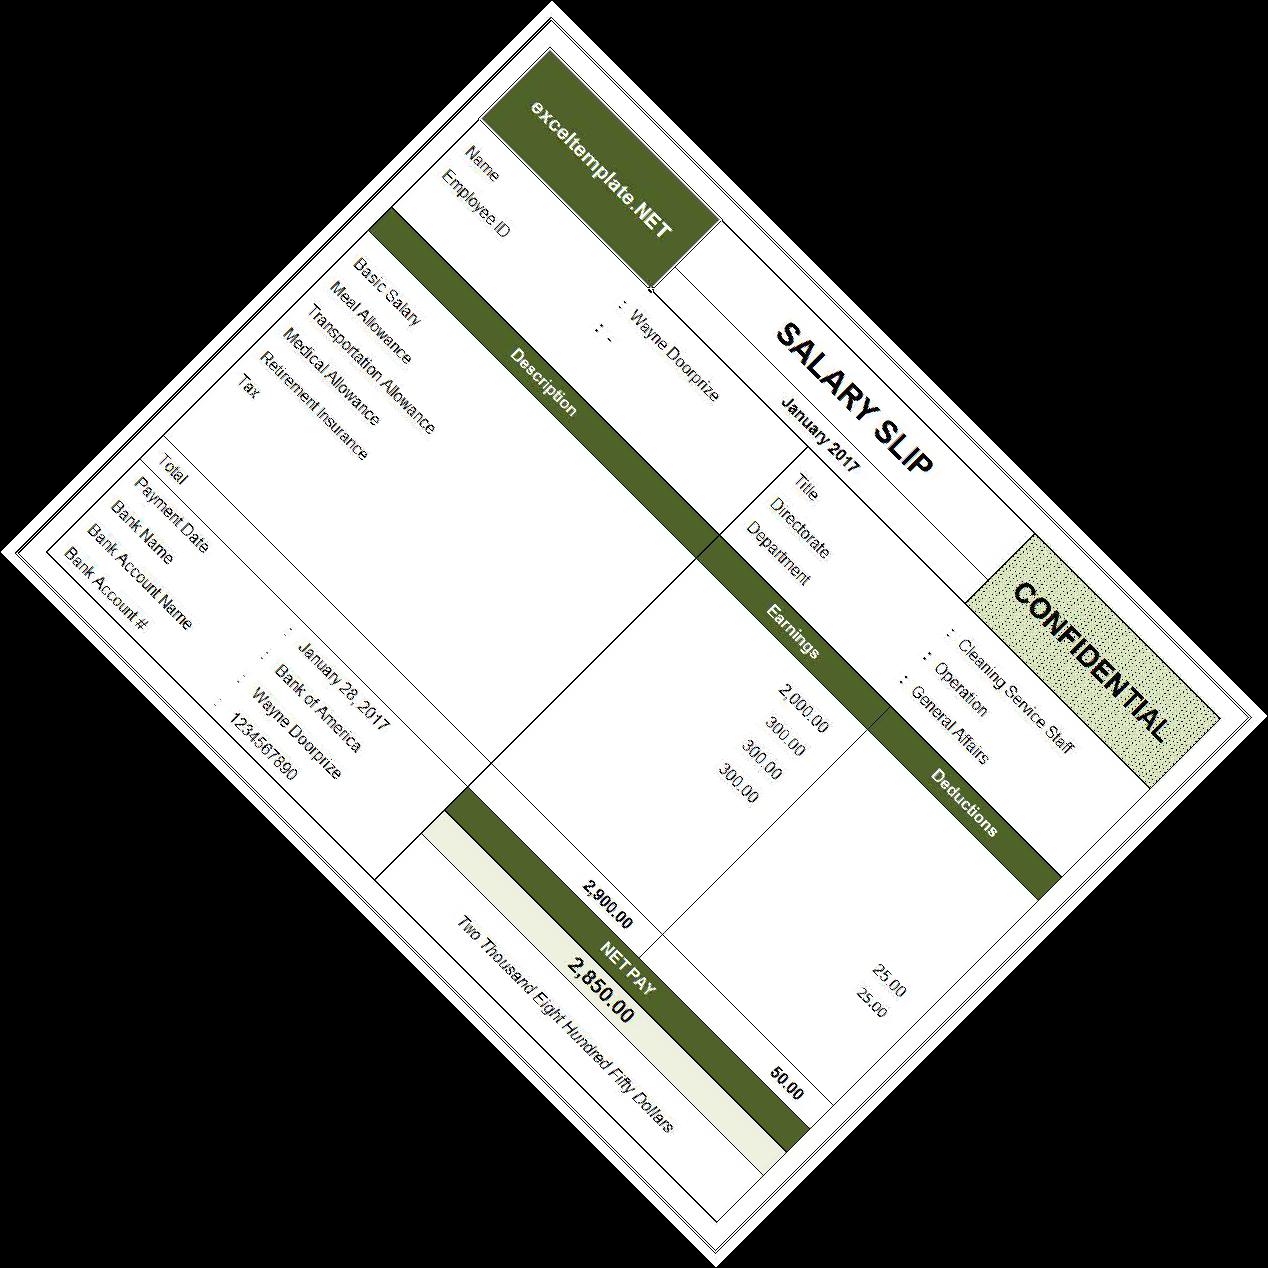 exceltemplate.NET
SALARY SLIP
CONFIDENTIAL
January 2017
Name : Wayne Doorprize Title : Cleaning Service Staff
Employee ID : - Directorate : Operation
Department : General Affairs
Description Earnings Deductions
Basic Salary 2,000.00
Meal Allowance 300.00
Transportation Allowance 300.00
Medical Allowance 300.00
Retirement Insurance 25.00
Tax 25.00
Total 2,900.00 50.00
Payment Date : January 28, 2017 NET PAY
Bank Name : Bank of America 2,850.00
Bank Account Name : Wayne Doorprize
Bank Account # : 1234567890 Two Thousand Eight Hundred Fifty Dollars